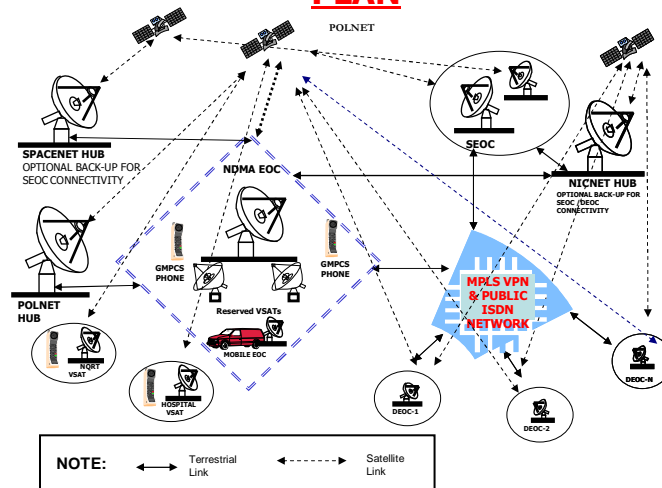 PLAN
POLNET
SPACENET HUB
OPTIONAL BACK-UP FOR
SEOC CONNECTIVITY
SEOC
NDMA EOC
NICNET HUB
OPTIONAL BACK-UP FOR
SEOC /DEOC
CONNECTIVITY
GMPCS
PHONE
GMPCS
PHONE
POLNET
HUB
Reserved VSATs
MOBILE EOC
MPLS VPN
& PUBLIC
ISDN
NETWORK
NQRT
VSAT
HOSPITAL
VSAT
DEOC-1
DEOC-2
DEOC-N
NOTE:
Terrestrial
Link
Satellite
Link